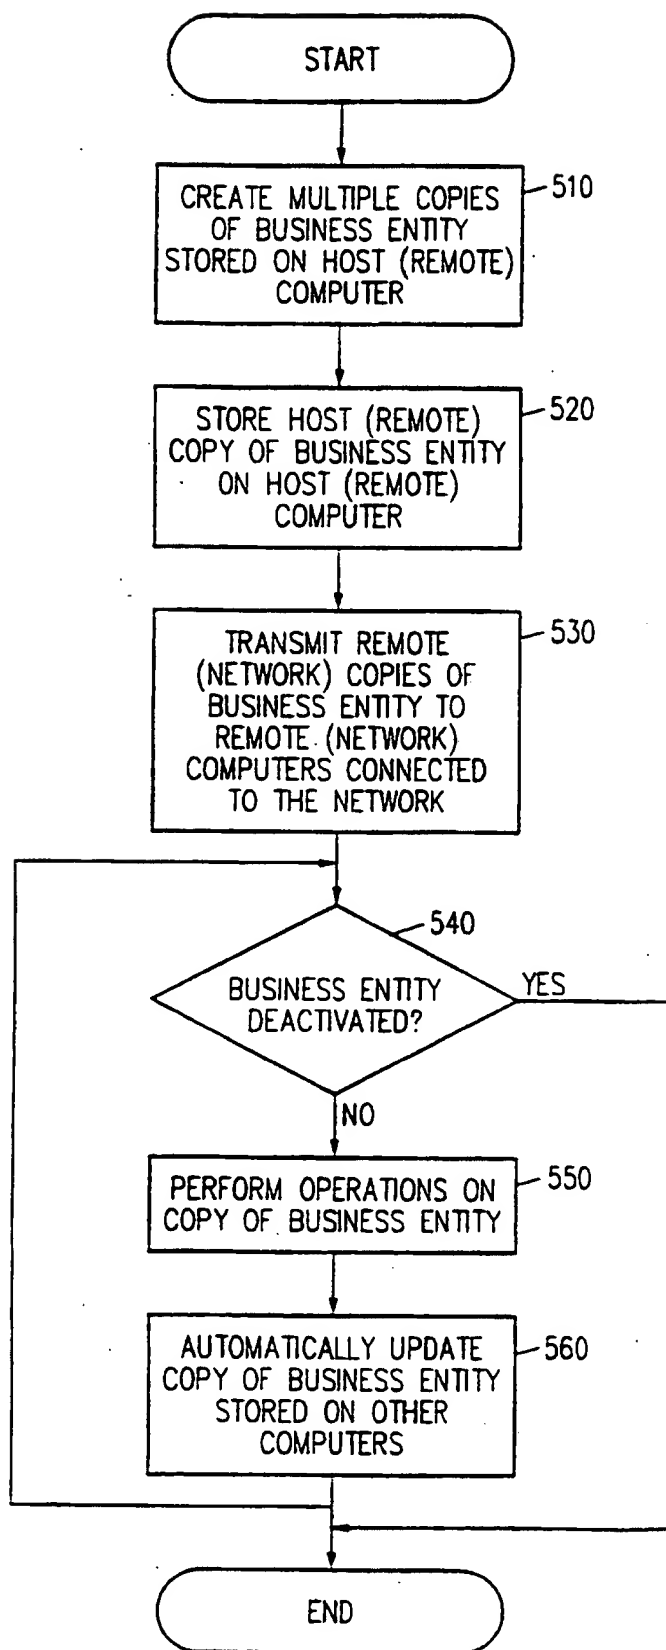 START
510
CREATE MULTIPLE COPIES
OF BUSINESS ENTITY
STORED ON HOST (REMOTE)
COMPUTER
520
STORE HOST (REMOTE)
COPY OF BUSINESS ENTITY
ON HOST (REMOTE)
COMPUTER
530
TRANSMIT REMOTE
(NETWORK) COPIES OF
BUSINESS ENTITY TO
REMOTE (NETWORK)
COMPUTERS CONNECTED
TO THE NETWORK
540
BUSINESS ENTITY
DEACTIVATED?
YES
NO
550
PERFORM OPERATIONS ON
COPY OF BUSINESS ENTITY
560
AUTOMATICALLY UPDATE
COPY OF BUSINESS ENTITY
STORED ON OTHER
COMPUTERS
END